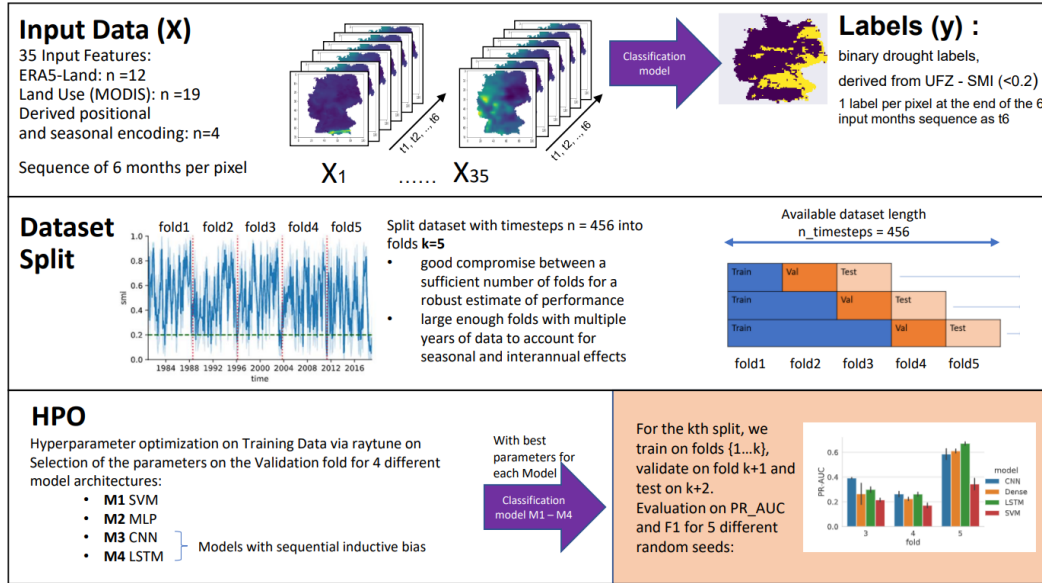 Input Data (X)
35 Input Features:
ERA5-Land: n =12
Land Use (MODIS): n =19
Derived positional
and seasonal encoding: n=4
Sequence of 6 months per pixel
t1, t2, ... t6
X1
......
X35
t1, t2, ... t6
Classification
model
Labels (y) :
binary drought labels,
derived from UFZ - SMI (<0.2)
1 label per pixel at the end of the 6
input months sequence as t6
Dataset
Split
fold1 fold2 fold3 fold4 fold5
1.0
0.8
0.6
0.4
0.2
0.0
smi
1984 1988 1992 1996 2000 2004 2008 2012 2016
time
Split dataset with timesteps n = 456 into
folds k=5
• good compromise between a
sufficient number of folds for a
robust estimate of performance
• large enough folds with multiple
years of data to account for
seasonal and interannual effects
Available dataset length
n_timesteps = 456
Train Val Test
Train Val Test
Train Val Test
fold1 fold2 fold3 fold4 fold5
HPO
Hyperparameter optimization on Training Data via raytune on
Selection of the parameters on the Validation fold for 4 different
model architectures:
• M1 SVM
• M2 MLP
• M3 CNN
• M4 LSTM
Models with sequential inductive bias
With best
parameters for
each Model
Classification
model M1 – M4
For the kth split, we
train on folds {1...k},
validate on fold k+1 and
test on k+2.
Evaluation on PR_AUC
and F1 for 5 different
random seeds:
PR-AUC
0.6
0.4
0.2
0.0
3 4 5
fold
model
CNN
Dense
LSTM
SVM